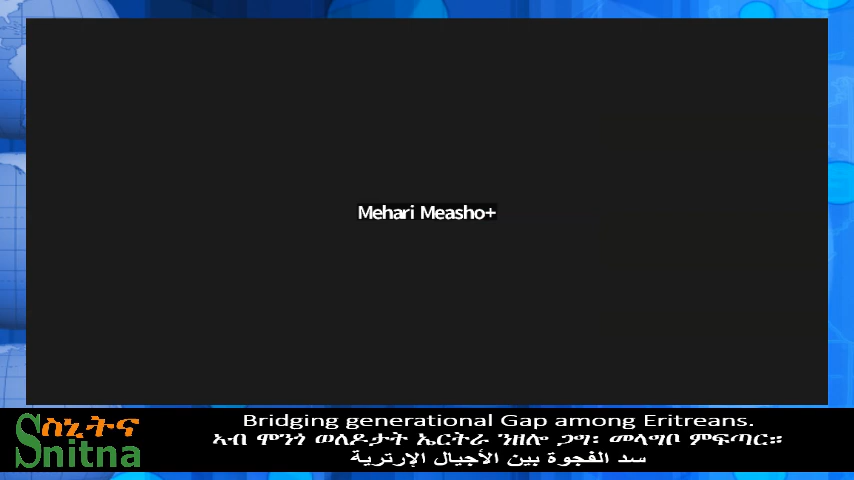 Mehari Measho+
ስኒትና
Snitna
Bridging generational Gap among Eritreans.
ኣብ ሞንጎ ወለዶታት ኤርትራ ንዘሎ ጋግ፡ መላግቦ ምፍጣር።
سد الفجوة بين الأجيال الإرترية